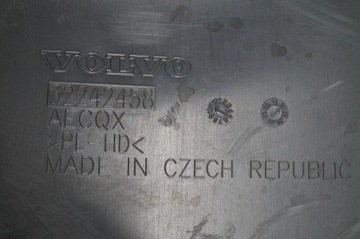 VOLVO
32242458
AECQX
>PE-HD<
MADE IN CZECH REPUBLIC